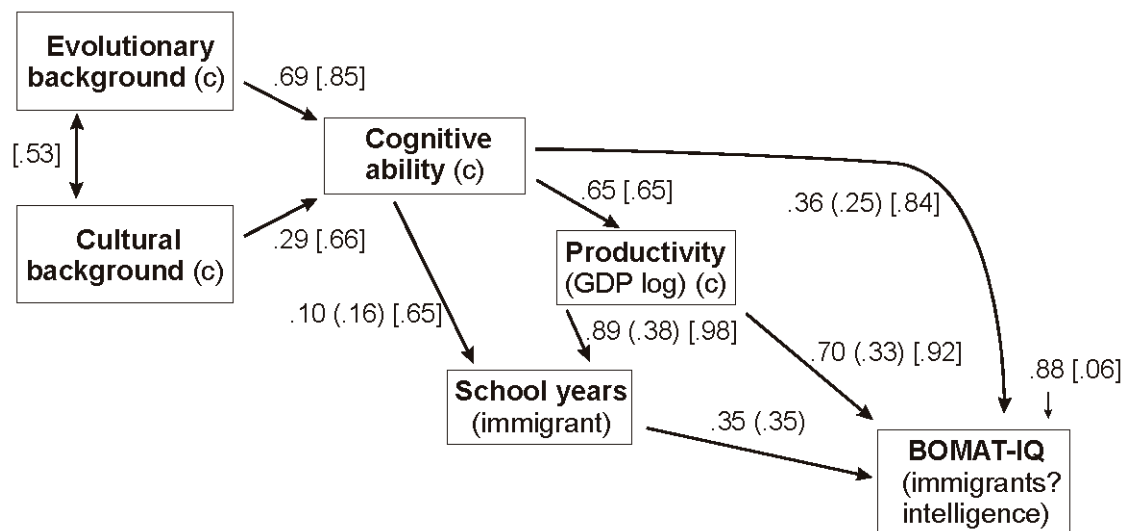 Evolutionary
background (c)
.69 [.85]
[.53]
Cognitive
ability (c)
.36 (.25) [.84]
.65 [.65]
Cultural
background (c)
.29 [.66]
Productivity
(GDP log) (c)
.10 (.16) [.65]
.89 (.38) [.98]
.70 (.33) [.92]
.88 [.06]
School years
(immigrant)
.35 (.35)
BOMAT-IQ
(immigrants?
intelligence)